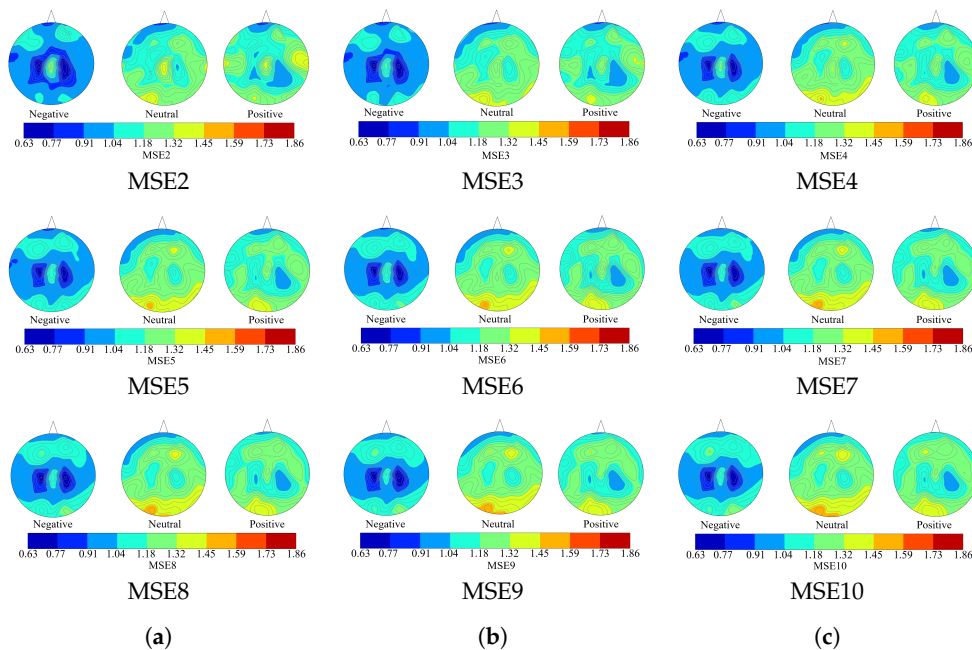 Negative Neutral Positive Negative Neutral Positive Negative Neutral Positive
0.63 0.77 0.91 1.04 1.18 1.32 1.45 1.59 1.73 1.86 0.63 0.77 0.91 1.04 1.18 1.32 1.45 1.59 1.73 1.86 0.63 0.77 0.91 1.04 1.18 1.32 1.45 1.59 1.73 1.86
MSE2 MSE3 MSE4
MSE2 MSE3 MSE4
Negative Neutral Positive Negative Neutral Positive Negative Neutral Positive
0.63 0.77 0.91 1.04 1.18 1.32 1.45 1.59 1.73 1.86 0.63 0.77 0.91 1.04 1.18 1.32 1.45 1.59 1.73 1.86 0.63 0.77 0.91 1.04 1.18 1.32 1.45 1.59 1.73 1.86
MSE5 MSE6 MSE7
MSE5 MSE6 MSE7
Negative Neutral Positive Negative Neutral Positive Negative Neutral Positive
0.63 0.77 0.91 1.04 1.18 1.32 1.45 1.59 1.73 1.86 0.63 0.77 0.91 1.04 1.18 1.32 1.45 1.59 1.73 1.86 0.63 0.77 0.91 1.04 1.18 1.32 1.45 1.59 1.73 1.86
MSE8 MSE9 MSE10
MSE8 MSE9 MSE10
(a) (b) (c)